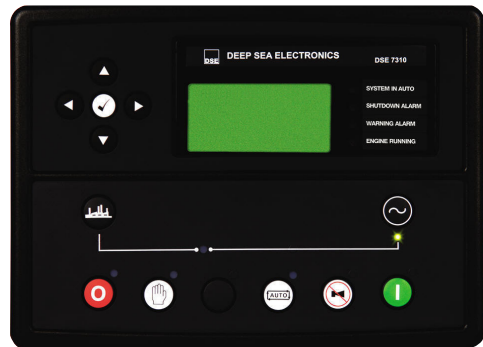 DSE DEEP SEA ELECTRONICS DSE 7310
SYSTEM IN AUTO
SHUTDOWN ALARM
WARNING ALARM
ENGINE RUNNING
O
AUTO
I